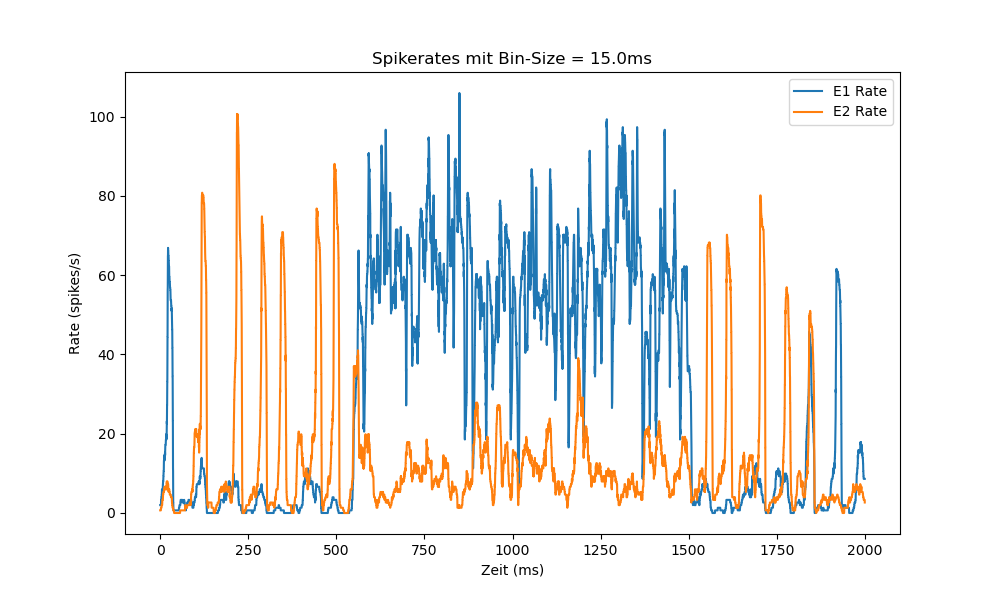 Spikerates mit Bin-Size = 15.0ms
E1 Rate
E2 Rate
100
80
60
40
20
0
Rate (spikes/s)
0 250 500 750 1000 1250 1500 1750 2000
Zeit (ms)